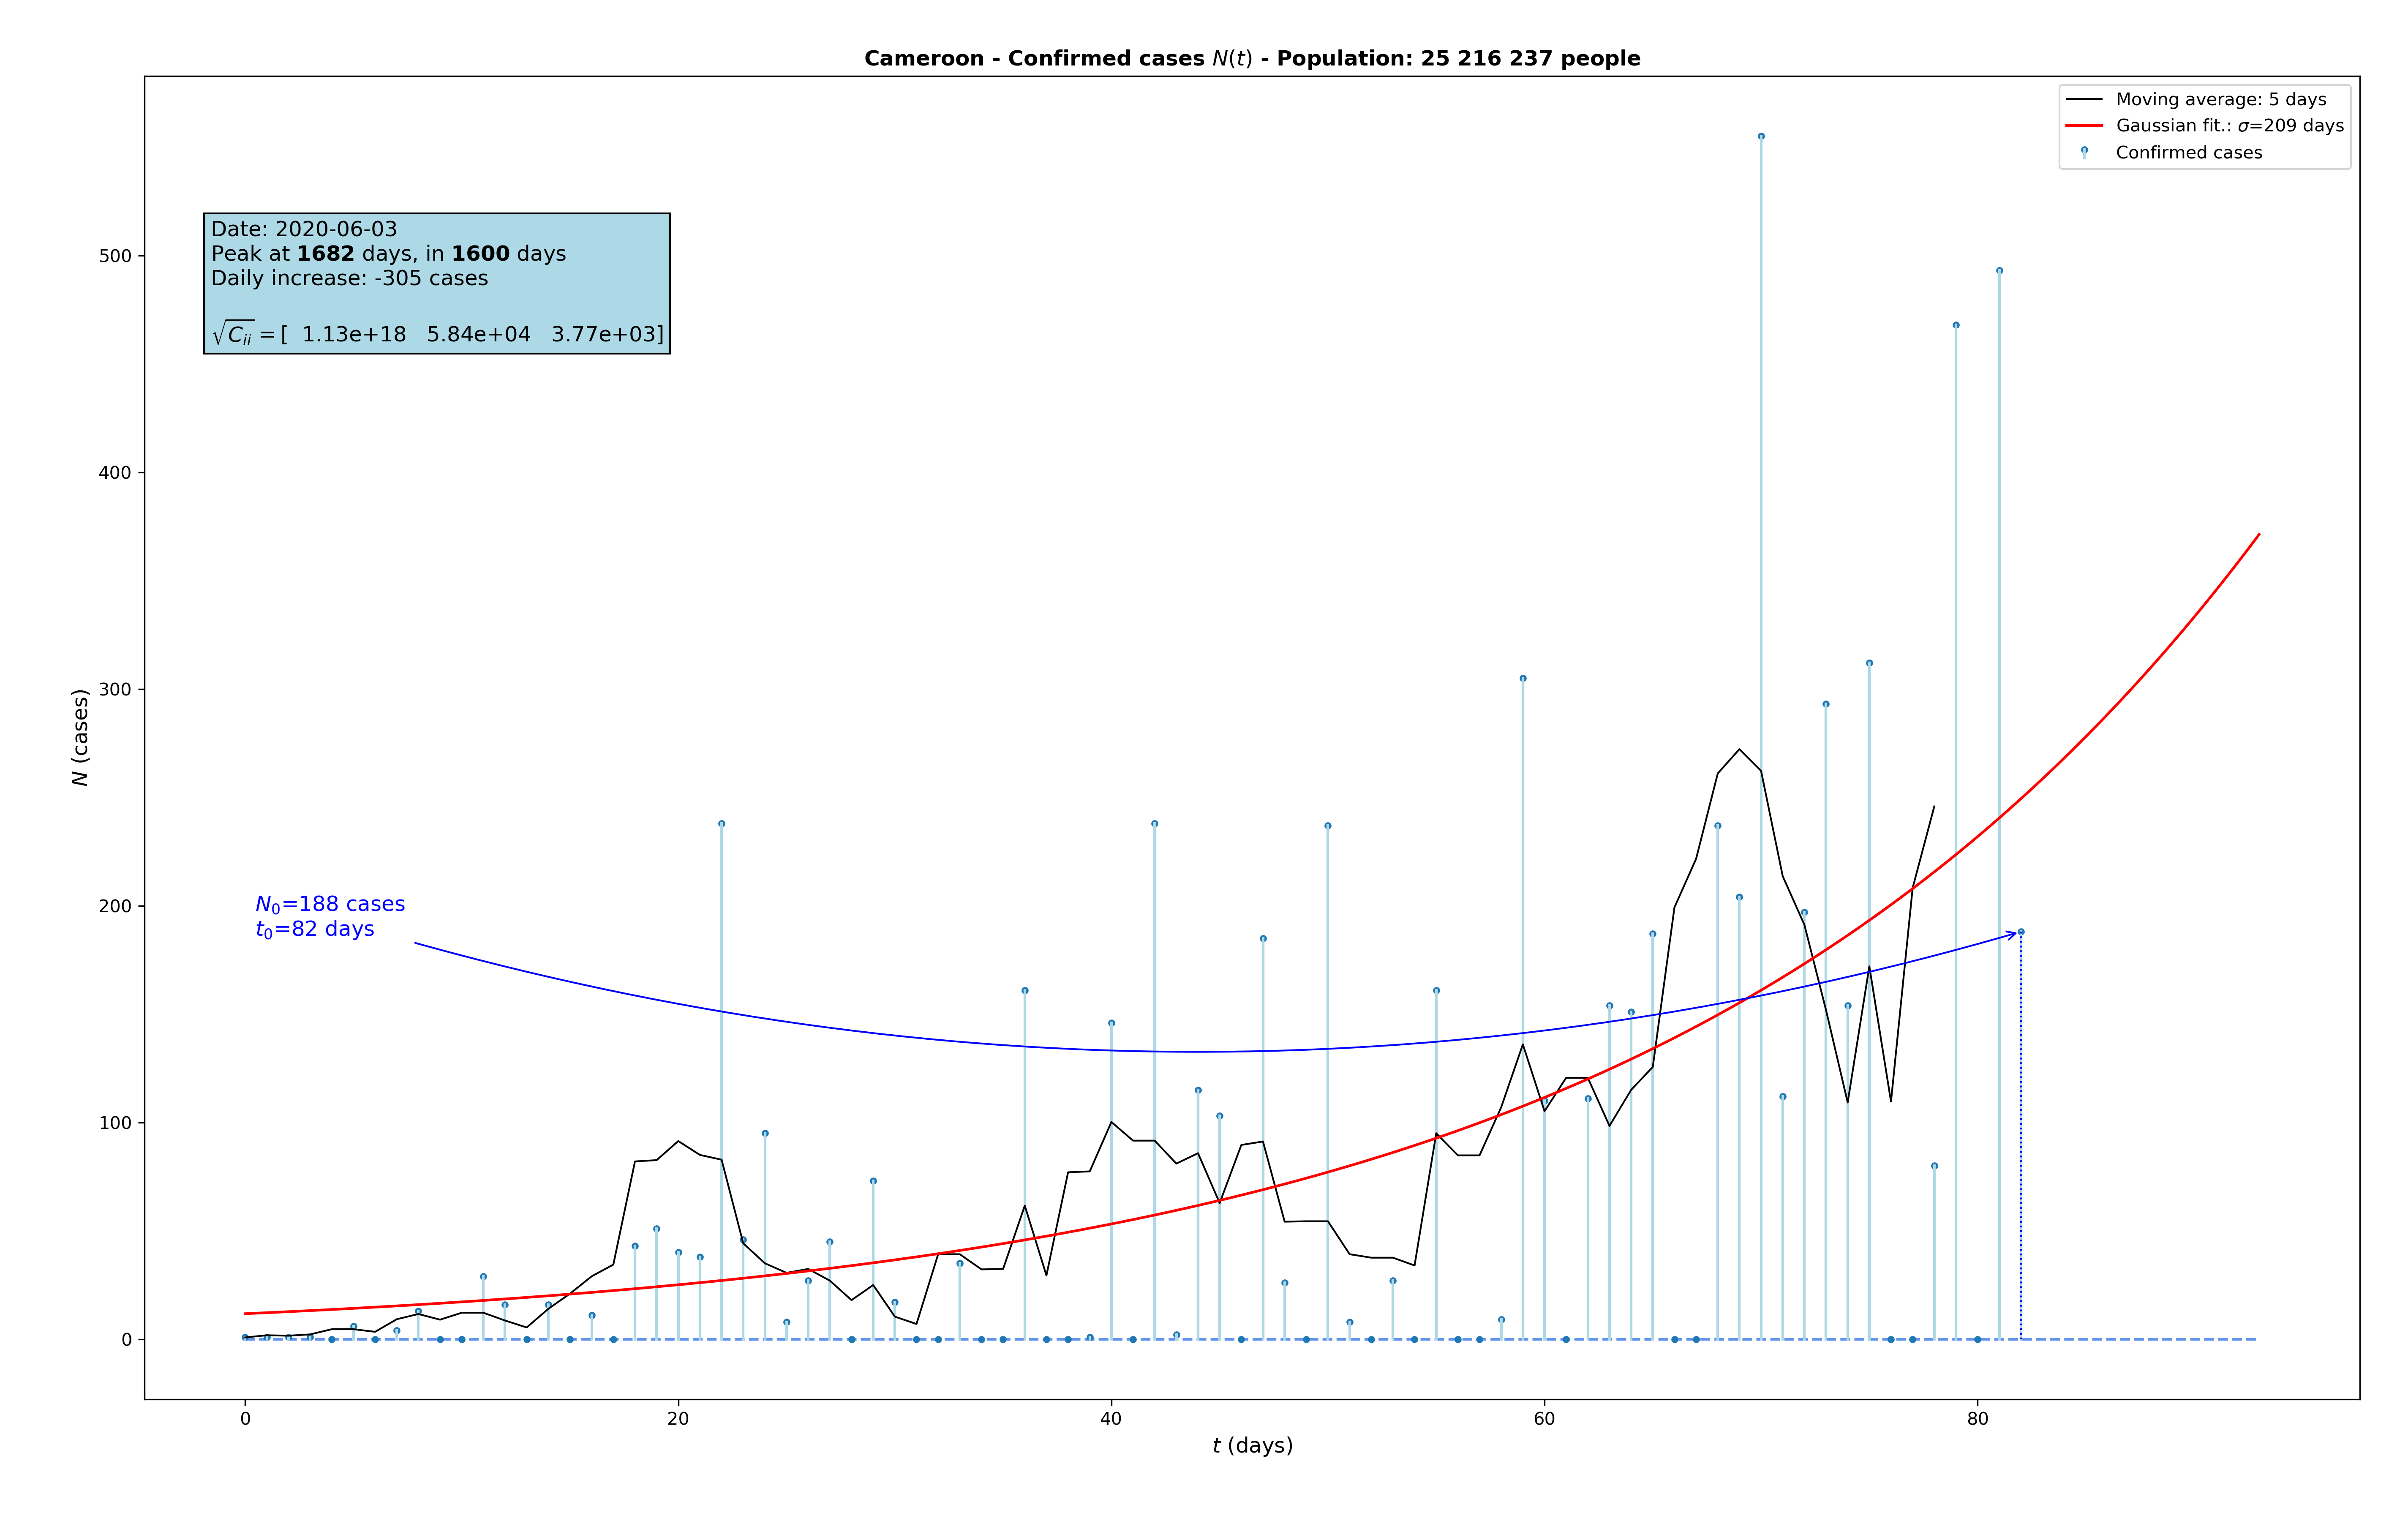 Cameroon - Confirmed cases N(t) - Population: 25 216 237 people
Moving average: 5 days
Gaussian fit.: σ=209 days
Confirmed cases
Date: 2020-06-03
Peak at 1682 days, in 1600 days
Daily increase: -305 cases
√C_ii = [ 1.13e+18 5.84e+04 3.77e+03]
N₀=188 cases
t₀=82 days
N (cases)
500
400
300
200
100
0
0 20 40 60 80
t (days)